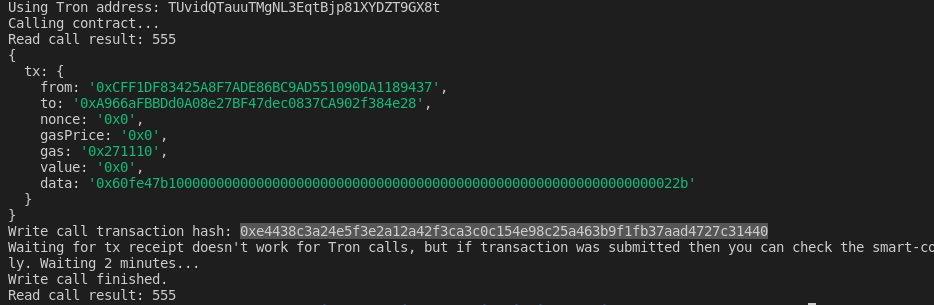 Using Tron address: TUvidQTauuTMgNL3EqtBjp81XYDZT9GX8t
Calling contract...
Read call result: 555
{
  tx: {
    from: '0xCFF1DF83425A8F7ADE86BC9AD551090DA1189437',
    to: '0xA966aFBBDd0A08e27BF47dec0837CA902f384e28',
    nonce: '0x0',
    gasPrice: '0x0',
    gas: '0x271110',
    value: '0x0',
    data: '0x60fe47b1000000000000000000000000000000000000000000000000000000000000022b'
  }
}
Write call transaction hash: 0xe4438c3a24e5f3e2a12a42f3ca3c0c154e98c25a463b9f1fb37aad4727c31440
Waiting for tx receipt doesn't work for Tron calls, but if transaction was submitted then you can check the smart-co
ly. Waiting 2 minutes...
Write call finished.
Read call result: 555